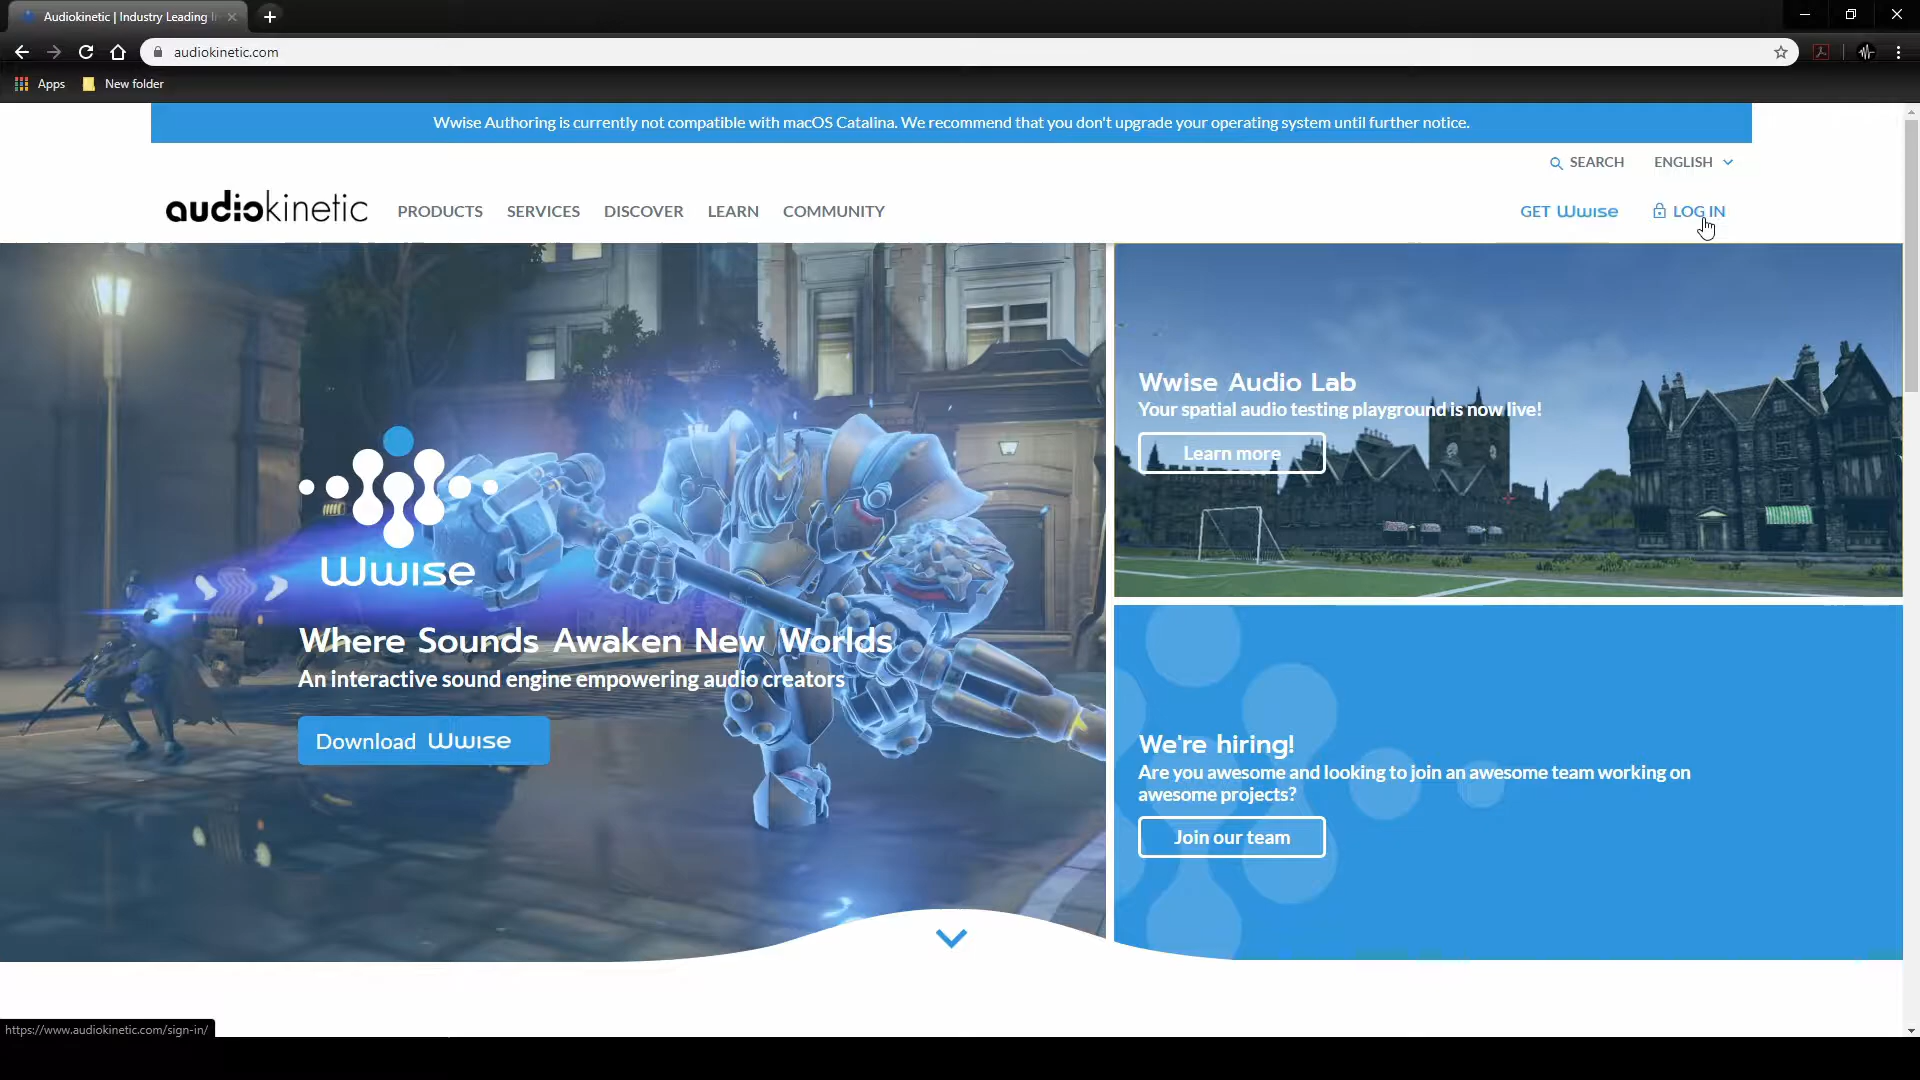 Audiokinetic | Industry Leading I
audiokinetic.com
Apps
New folder
Wwise Authoring is currently not compatible with macOS Catalina. We recommend that you don't upgrade your operating system until further notice.
SEARCH
ENGLISH
audiokinetic
PRODUCTS
SERVICES
DISCOVER
LEARN
COMMUNITY
GET Wwise
LOG IN
Wwise
Where Sounds Awaken New Worlds
An interactive sound engine empowering audio creators
Download Wwise
Wwise Audio Lab
Your spatial audio testing playground is now live!
Learn more
We're hiring!
Are you awesome and looking to join an awesome team working on
awesome projects?
Join our team
https://www.audiokinetic.com/sign-in/